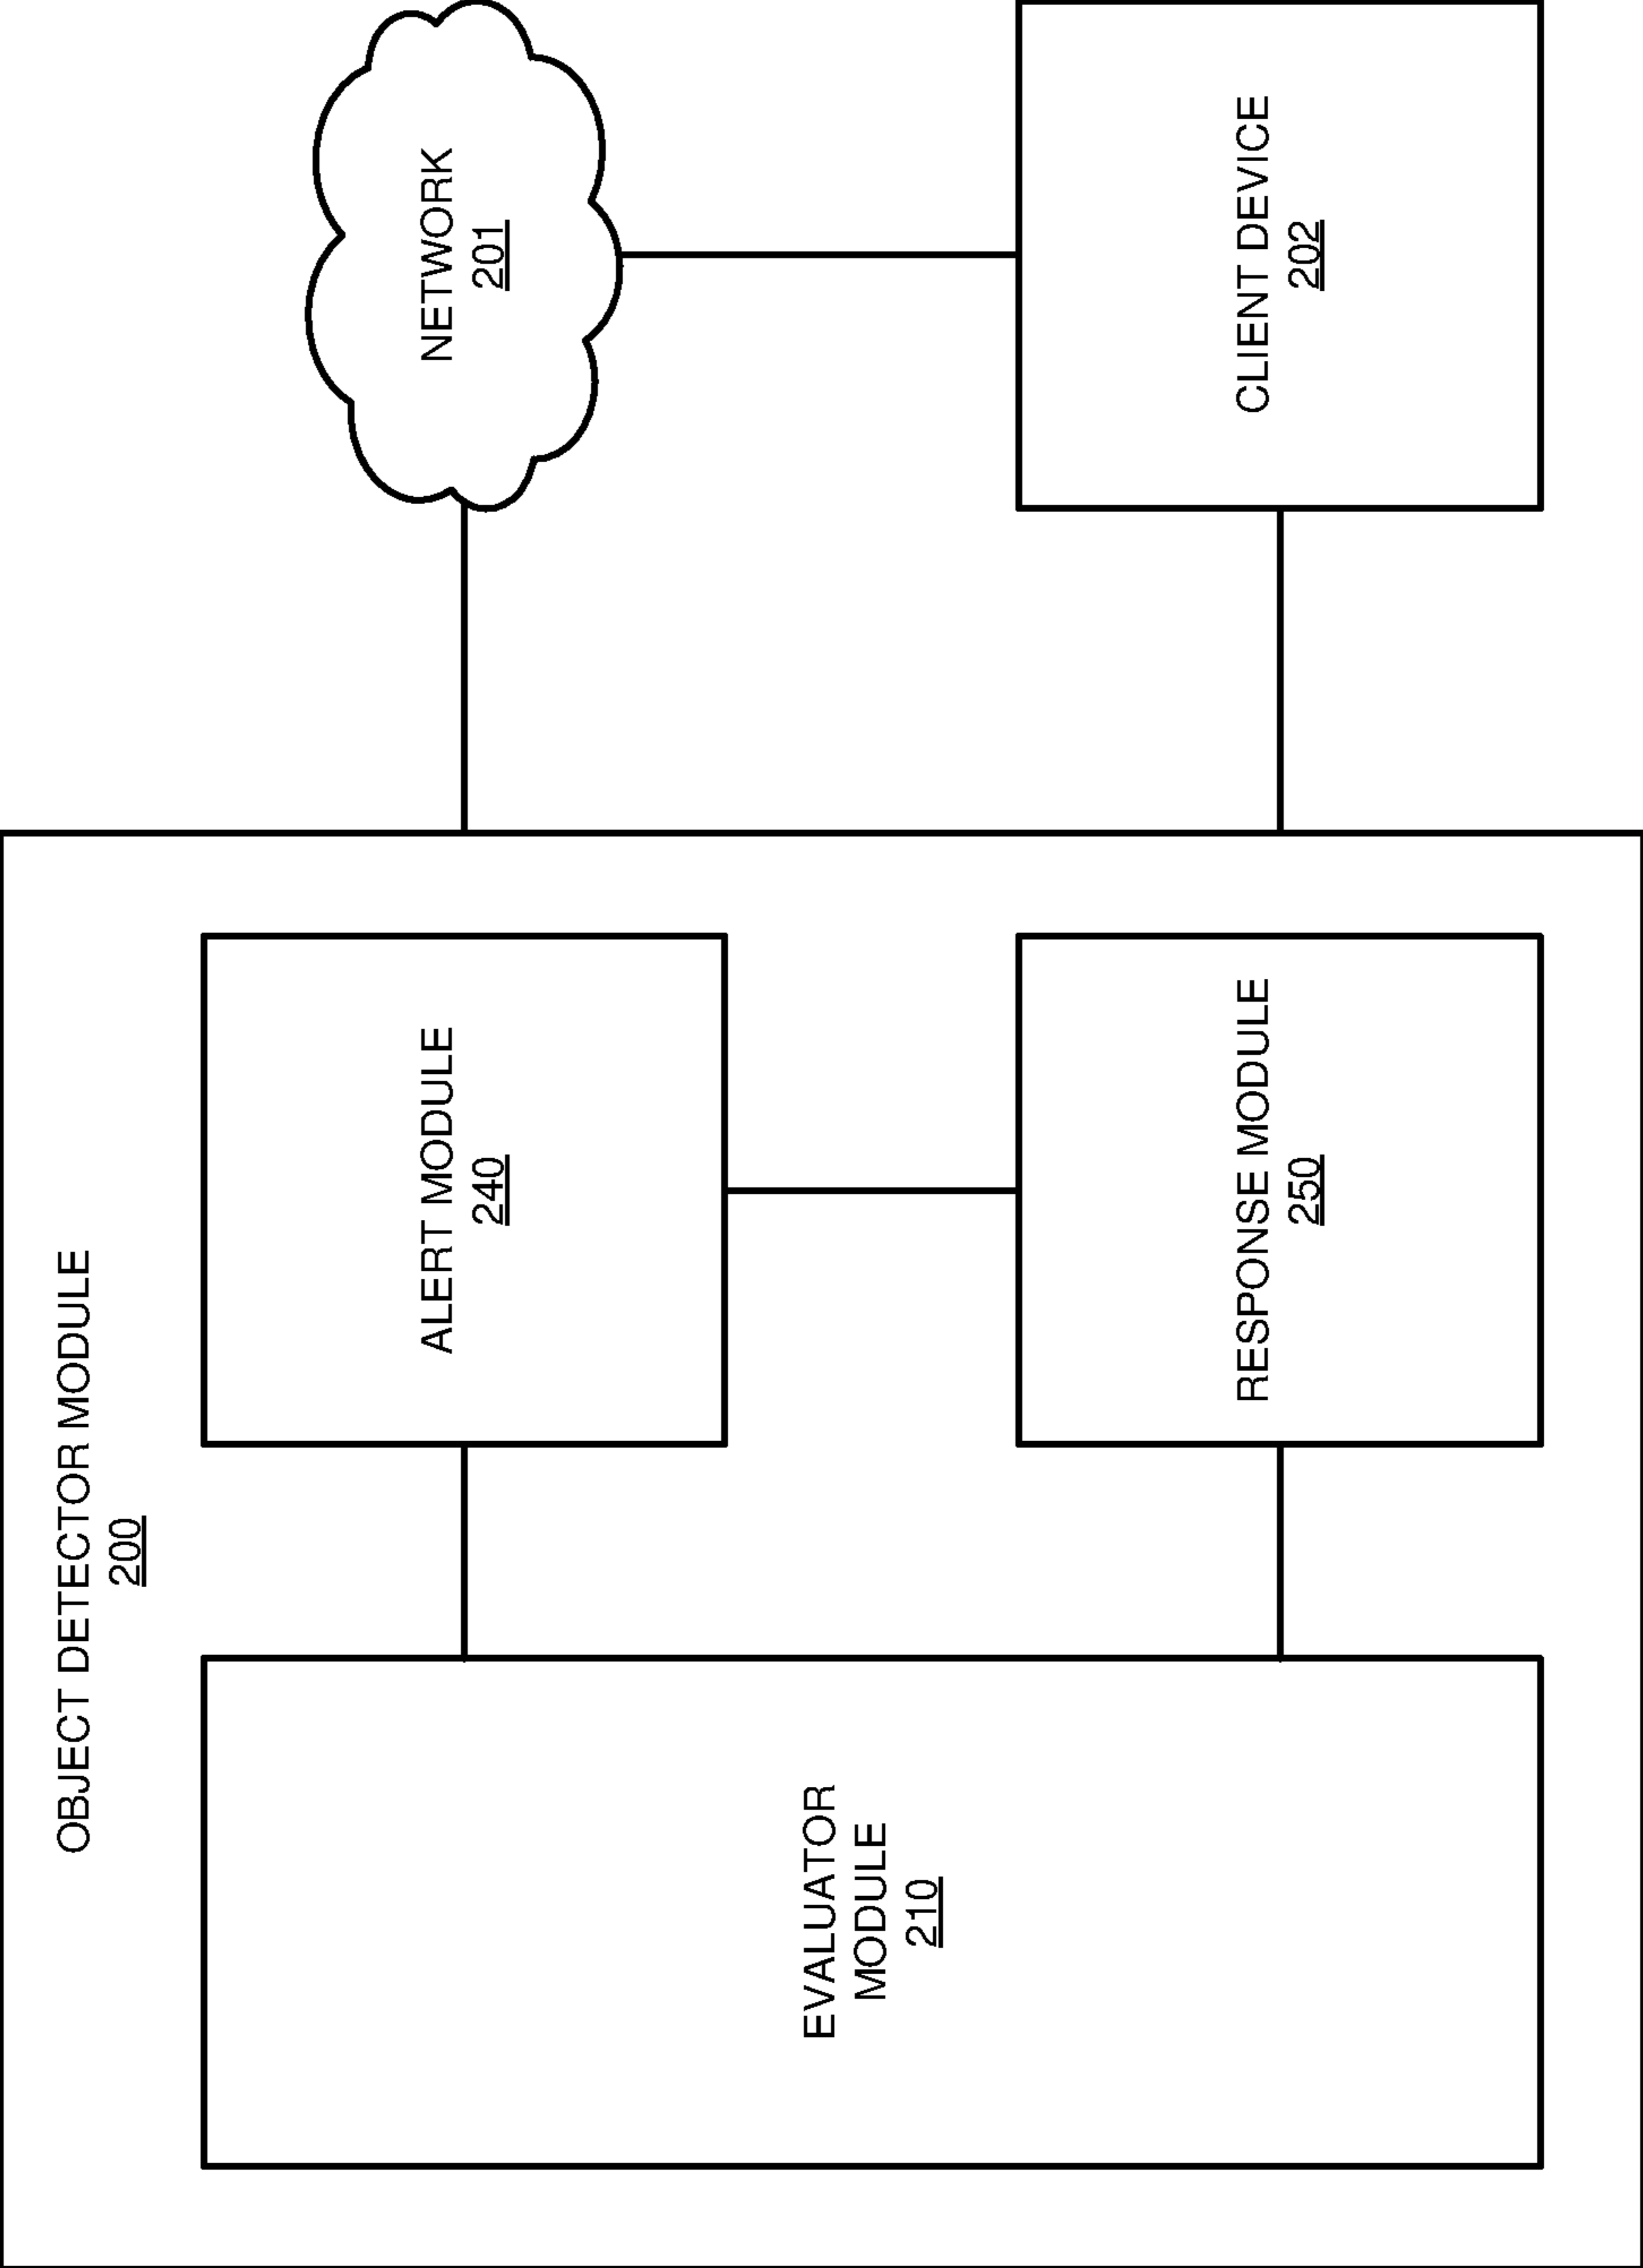 OBJECT DETECTOR MODULE
200
EVALUATOR
MODULE
210
ALERT MODULE
240
RESPONSE MODULE
250
NETWORK
201
CLIENT DEVICE
202